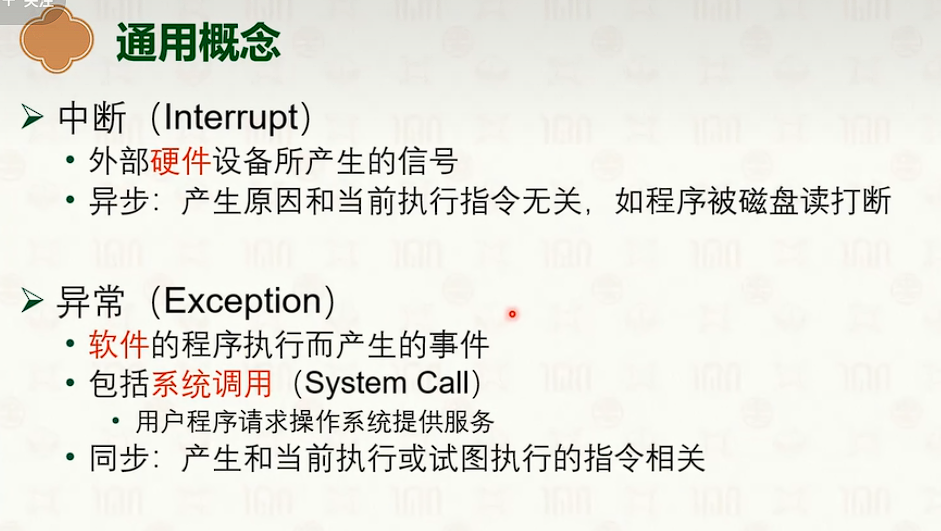 通用概念
中断（Interrupt）
外部硬件设备所产生的信号
异步：产生原因和当前执行指令无关，如程序被磁盘读打断
异常（Exception）
软件的程序执行而产生的事件
包括系统调用（System Call）
用户程序请求操作系统提供服务
同步：产生和当前执行或试图执行的指令相关